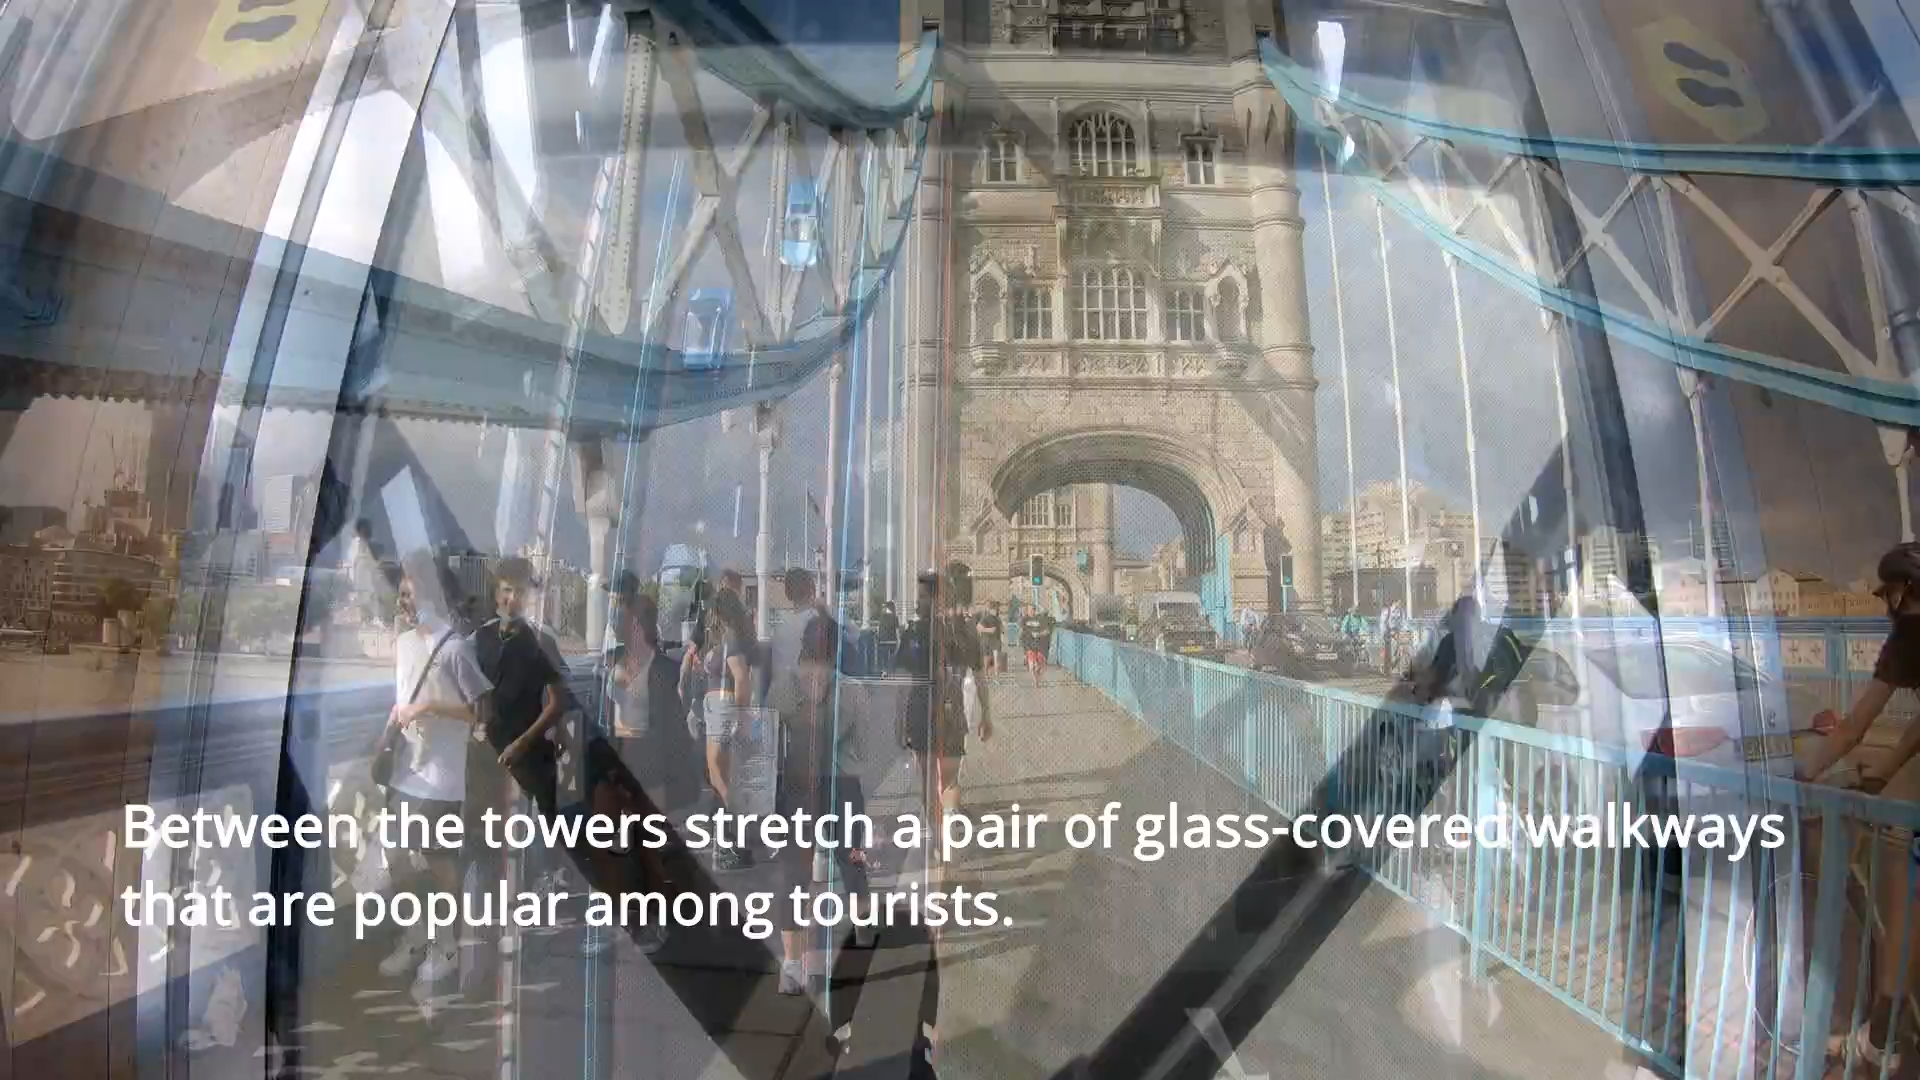 Between the towers stretch a pair of glass-covered walkways
that are popular among tourists.